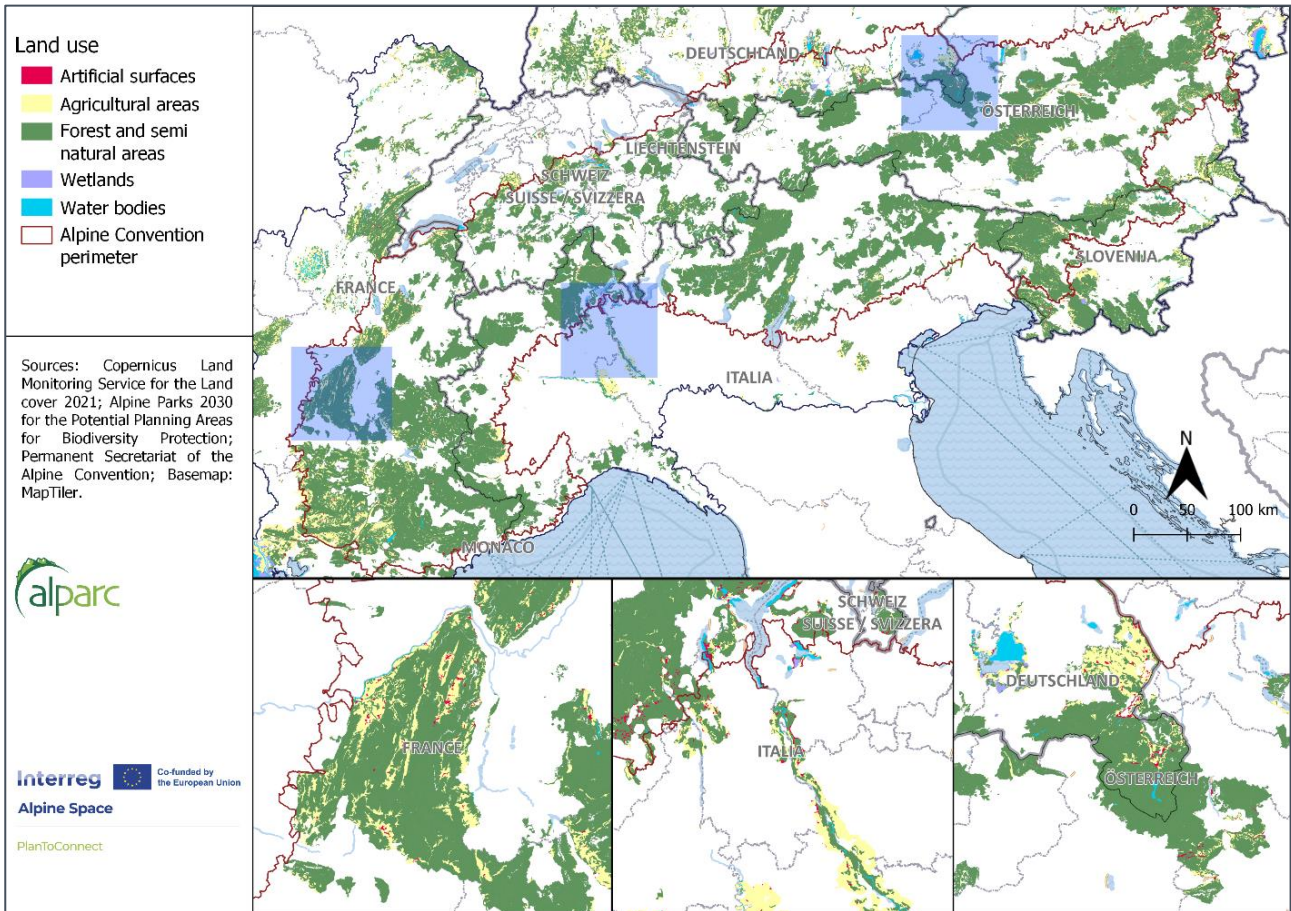 Land use
Artificial surfaces
Agricultural areas
Forest and semi
natural areas
Wetlands
Water bodies
Alpine Convention
perimeter
Sources: Copernicus Land
Monitoring Service for the Land
cover 2021; Alpine Parks 2030
for the Potential Planning Areas
for Biodiversity Protection;
Permanent Secretariat of the
Alpine Convention; Basemap:
MapTiler.
alparc
Interreg
Co-funded by
the European Union
Alpine Space
PlanToConnect
DEUTSCHLAND
ÖSTERREICH
LIECHTENSTEIN
SCHWEIZ
SUISSE / SVIZZERA
SLOVENIJA
FRANCE
ITALIA
MONACO
N
0 50 100 km
FRANCE
SCHWEIZ
SUISSE / SVIZZERA
ITALIA
DEUTSCHLAND
ÖSTERREICH